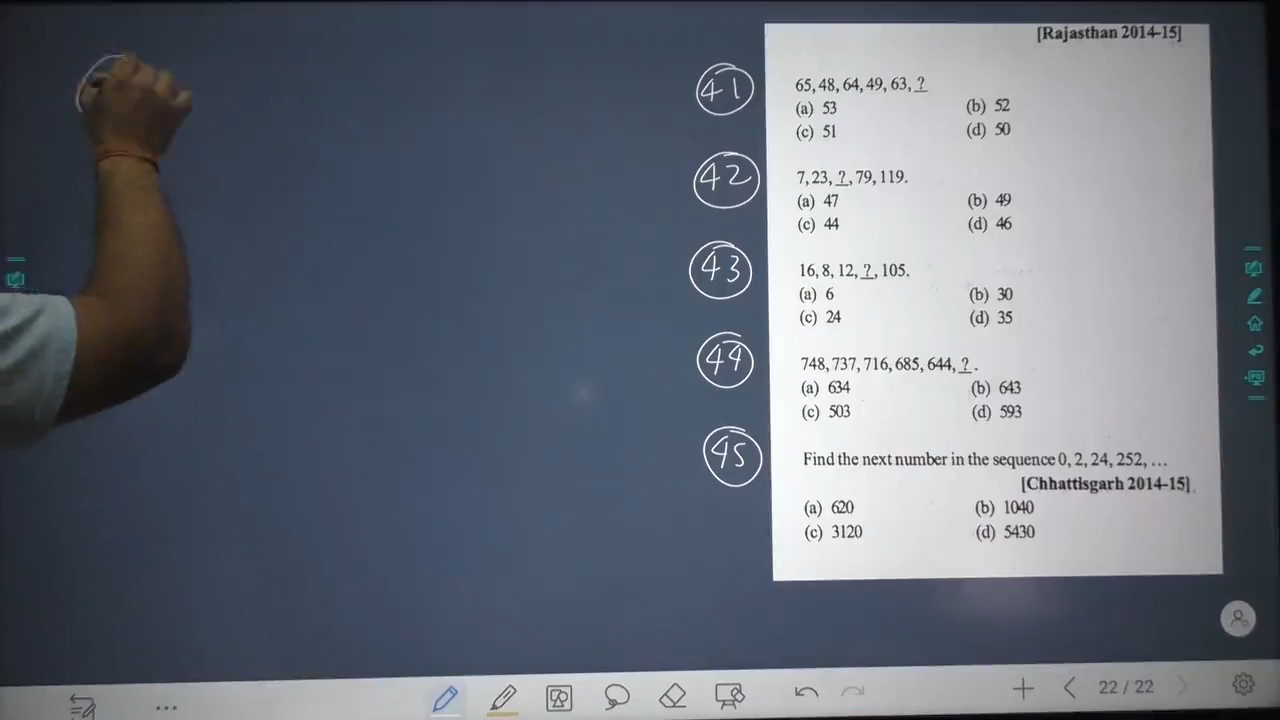 [Rajasthan 2014-15]
41
65, 48, 64, 49, 63, ?
(a) 53 (b) 52
(c) 51 (d) 50
42
7, 23, ?, 79, 119.
(a) 47 (b) 49
(c) 44 (d) 46
43
16, 8, 12, ?, 105.
(a) 6 (b) 30
(c) 24 (d) 35
44
748, 737, 716, 685, 644, ?.
(a) 634 (b) 643
(c) 503 (d) 593
45
Find the next number in the sequence 0, 2, 24, 252, ...
[Chhattisgarh 2014-15]
(a) 620 (b) 1040
(c) 3120 (d) 5430
22 / 22